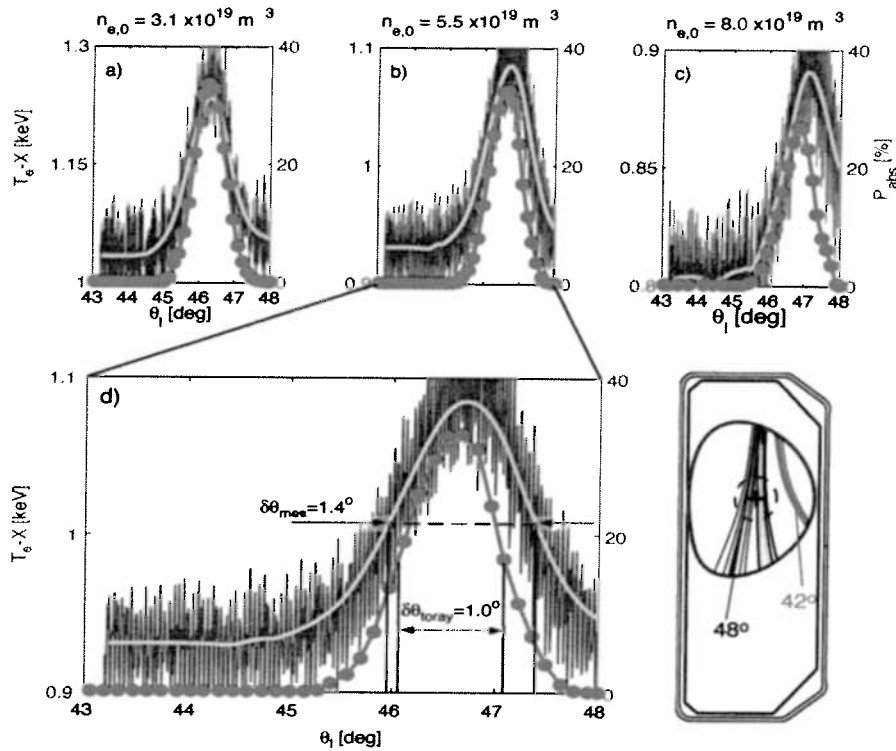 n_e,0 = 3.1 x10^19 m 3
n_e,0 = 5.5 x10^19 m 3
n_e,0 = 8.0 x10^19 m 3
a)
1.3
1.15
1
T_e-X [keV]
40
20
0
43 44 45 46 47 48
θ_l [deg]
b)
1.1
1
0.9
40
20
0
c)
0.9
0.85
0.8
40
20
0
P_abs [%]
43 44 45 46 47 48
θ_l [deg]
d)
1.1
1
0.9
T_e-X [keV]
40
20
0
δθ_mes=1.4°
δθ_toray=1.0°
43 44 45 46 47 48
θ_l [deg]
48°
42°